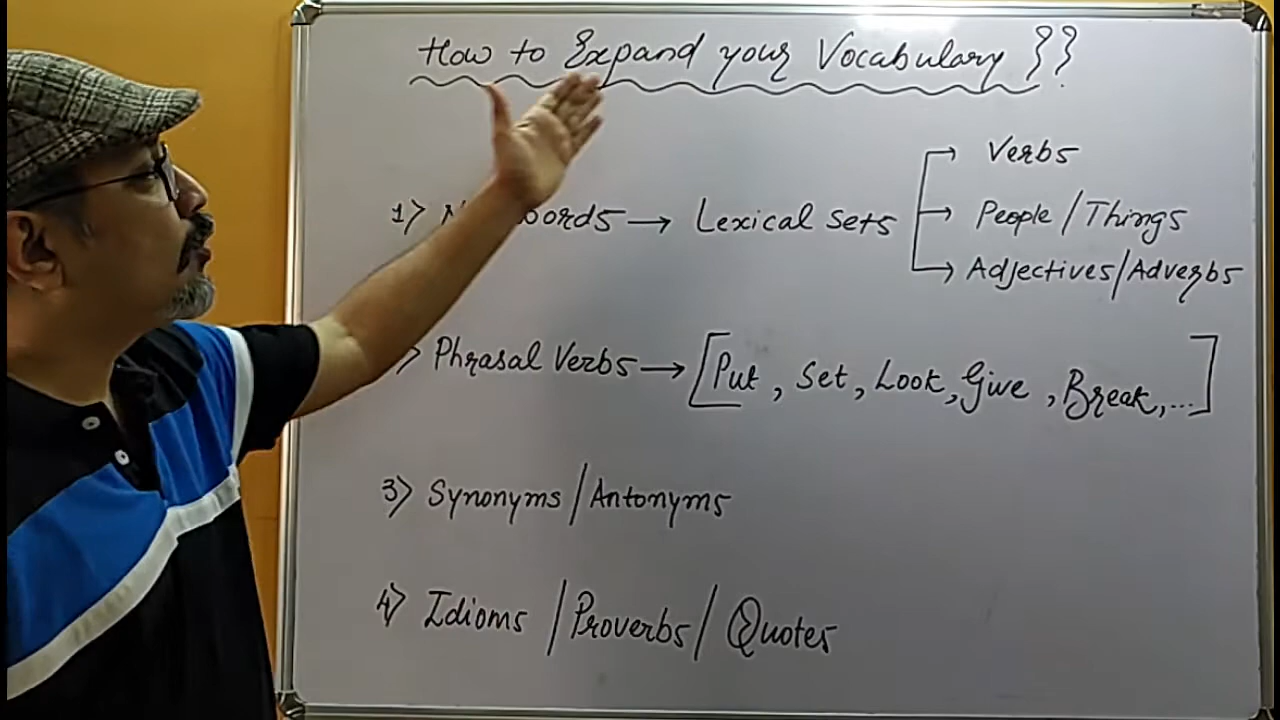 How to Expand your Vocabulary ??
1) words → Lexical sets
Verbs
People / Things
Adjectives/Adverbs
) Phrasal Verbs → [Put, Set, Look, Give, Break, ...]
3) Synonyms / Antonyms
4) Idioms / Proverbs / Quotes